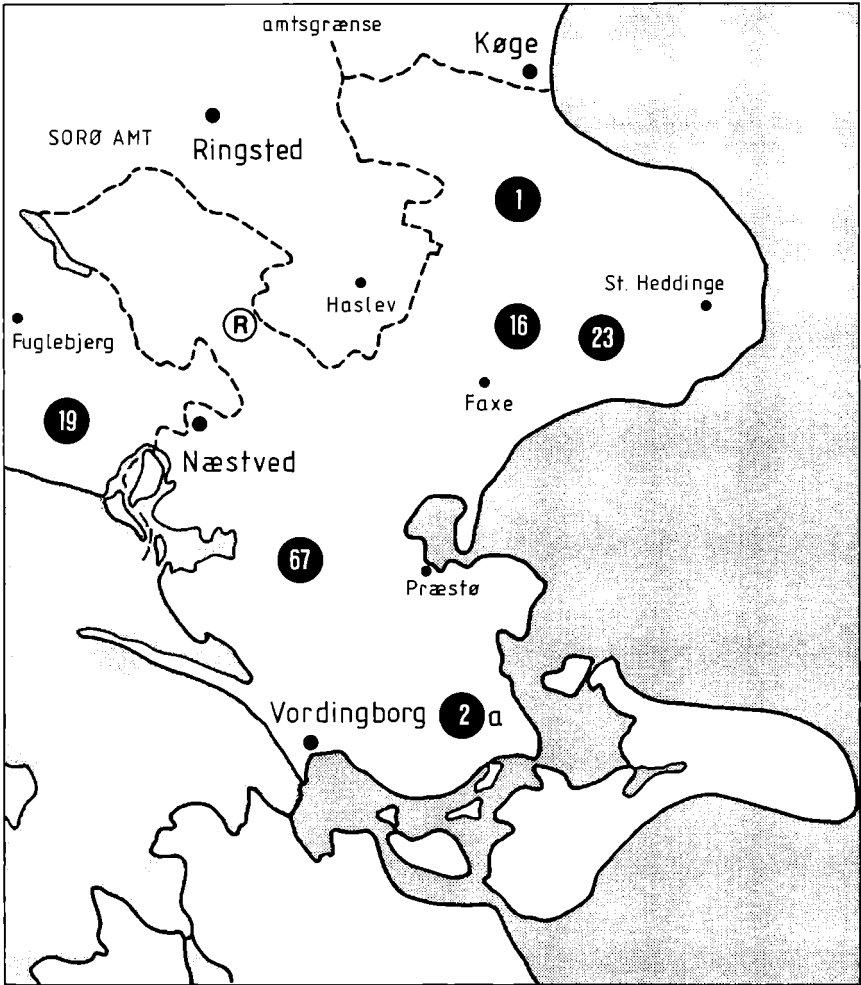 amtsgrænse
Køge
SORØ AMT
Ringsted
1
St. Heddinge
Haslev
Fuglebjerg
R
16
23
Faxe
19
Næstved
67
Præstø
Vordingborg
2 a